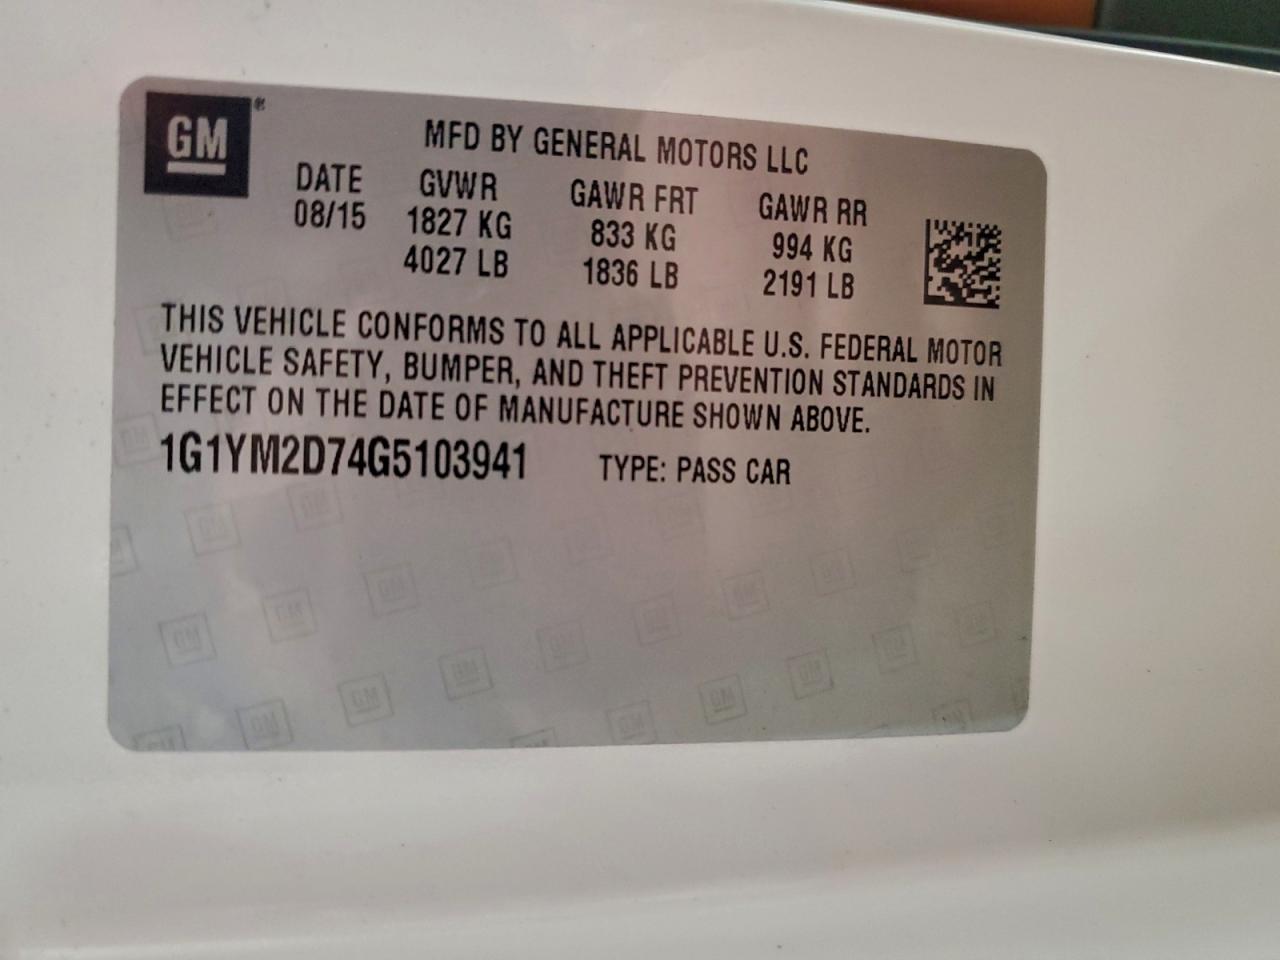 GM®
MFD BY GENERAL MOTORS LLC
DATE GVWR GAWR FRT GAWR RR
08/15 1827 KG 833 KG 994 KG
4027 LB 1836 LB 2191 LB
THIS VEHICLE CONFORMS TO ALL APPLICABLE U.S. FEDERAL MOTOR
VEHICLE SAFETY, BUMPER, AND THEFT PREVENTION STANDARDS IN
EFFECT ON THE DATE OF MANUFACTURE SHOWN ABOVE.
1G1YM2D74G5103941 TYPE: PASS CAR